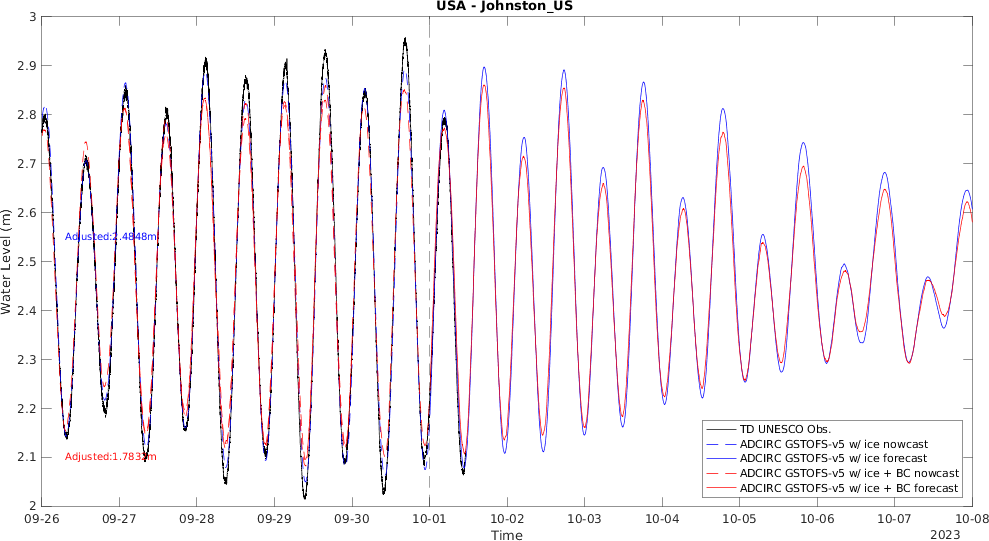 USA - Johnston_US
3
2.9
2.8
2.7
2.6
2.5
2.4
2.3
2.2
2.1
2
Water Level (m)
Adjusted:2.4848m
Adjusted:1.783
TD UNESCO Obs.
ADCIRC GSTOFS-v5 w/ ice nowcast
ADCIRC GSTOFS-v5 w/ ice forecast
ADCIRC GSTOFS-v5 w/ ice + BC nowcast
ADCIRC GSTOFS-v5 w/ ice + BC forecast
09-26 09-27 09-28 09-29 09-30 10-01 10-02 10-03 10-04 10-05 10-06 10-07 10-08
Time
2023